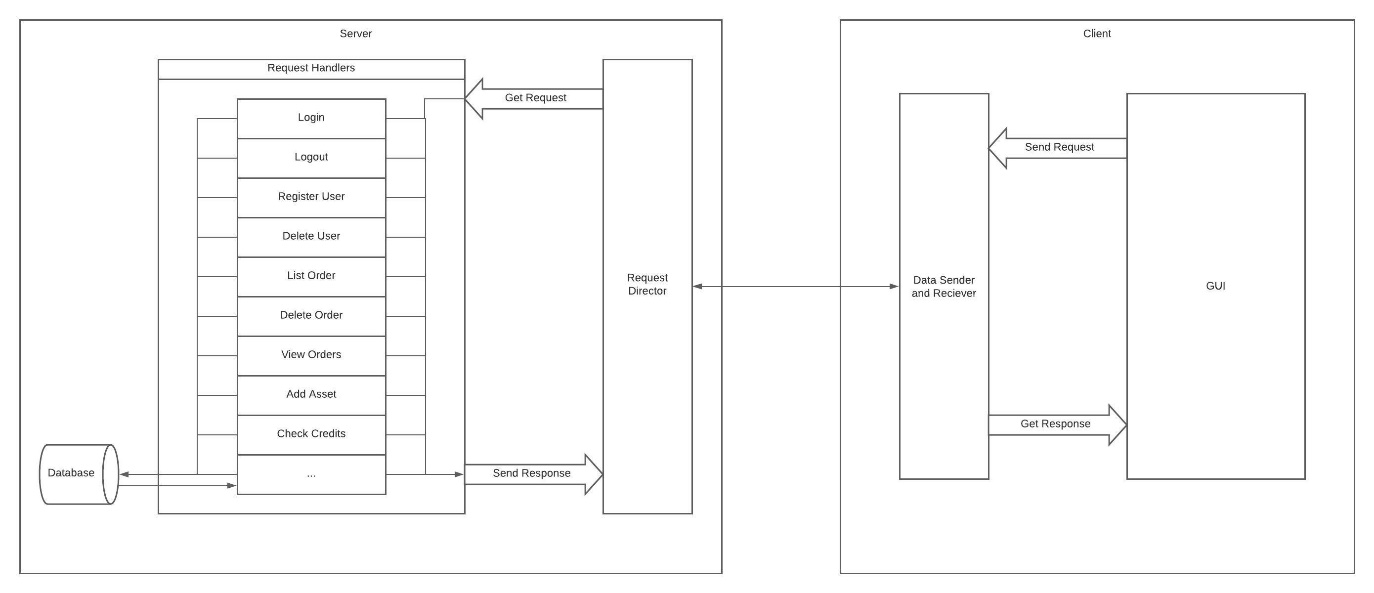 Server
Client
Request Handlers
Get Request
Login
Send Request
Logout
Register User
Delete User
List Order
Request
Director
Data Sender
and Reciever
GUI
Delete Order
View Orders
Add Asset
Check Credits
Get Response
Database
...
Send Response